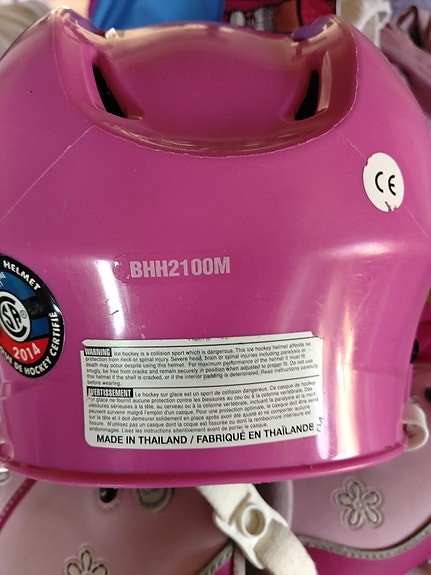 CE
BHH2100M
HELMET
2014
DE HOCKEY CERTIFIÉ
WARNING Ice hockey is a collision sport which is dangerous. This ice hockey helmet affords no
protection from neck or spinal injury. Severe head, brain or spinal injuries including paralysis or
death may occur despite using this helmet. For maximum performance of the helmet it must fit
snugly, be free from cracks and remain securely in position when adjusted to proper fit. Do not use
this helmet if the shell is cracked, or if the interior padding is deteriorated. Read instructions carefully
before wearing.
AVERTISSEMENT Le hockey sur glace est un sport de collision dangereux. Ce casque de hockey
sur glace ne fourni aucune protection contre les blessures au cou ou à la colonne vertébrale. Des
blessures sérieuses à la tête, au cerveau ou à la colonne vertébrale, incluant la paralysie et la mort
peuvent survenir malgré l'emploi d'un casque. Pour une protection optimale, le casque doit être serré
sur la tête et il doit demeurer solidement en place après avoir été ajusté et ne comporter aucune
fissure. N'utilisez pas un casque dont la coque est fissurée ou dont la rembourrure intérieure est
endommagée. Lisez les instructions attentivement avant de porter le casque.
MADE IN THAILAND / FABRIQUÉ EN THAÏLANDE